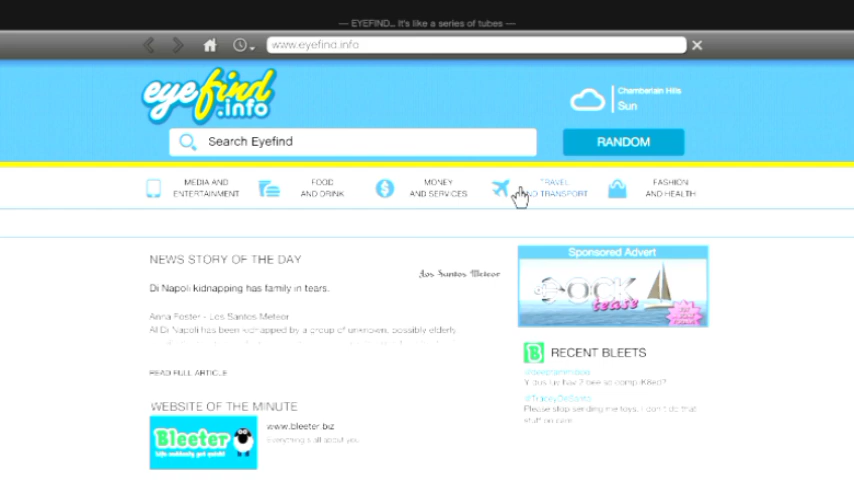 — EYEFIND... It's like a series of tubes —
www.eyefind.info
eyefind
.info
Chamberlain Hills
Sun
Search Eyefind
RANDOM
MEDIA AND
ENTERTAINMENT
FOOD
AND DRINK
MONEY
AND SERVICES
TRAVEL
AND TRANSPORT
FASHION
AND HEALTH
NEWS STORY OF THE DAY
Los Santos Meteor
Di Napoli kidnapping has family in tears.
Anna Foster - Los Santos Meteor
Al Di Napoli has been kidnapped by a group of unknown, possibly elderly
READ FULL ARTICLE
WEBSITE OF THE MINUTE
Bleeter
www.bleeter.biz
Everything's all about you
Sponsored Advert
DOCK
tease
RECENT BLEETS
@TraceyDeSanta
Please stop sending me toys. I don't do that